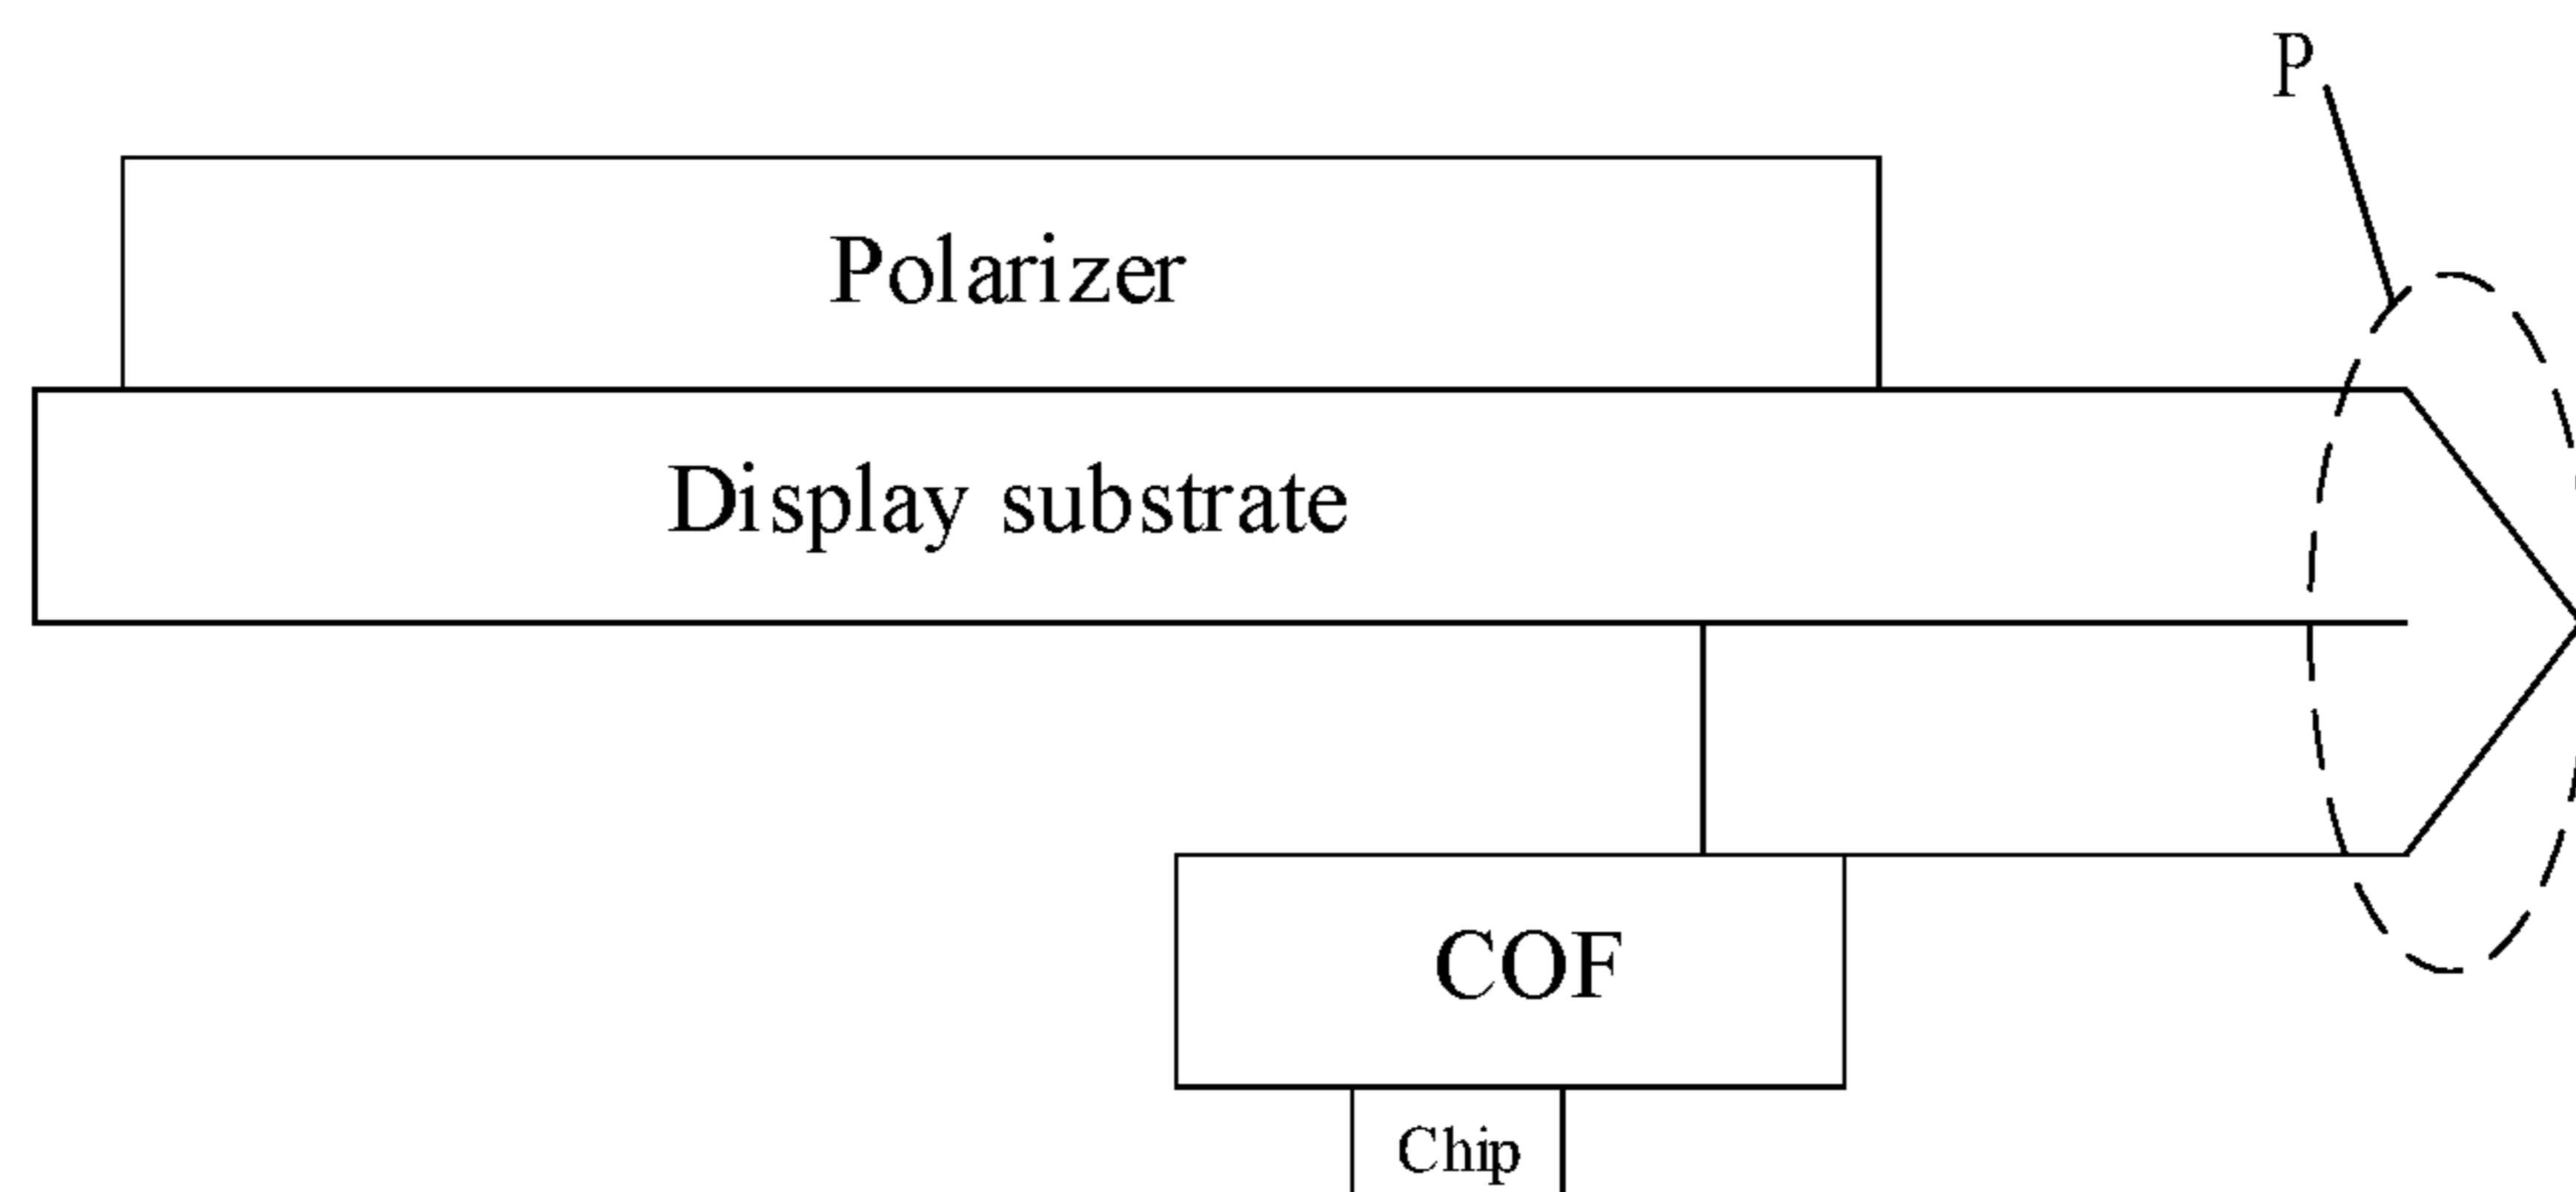 P
Polarizer
Display substrate
COF
Chip